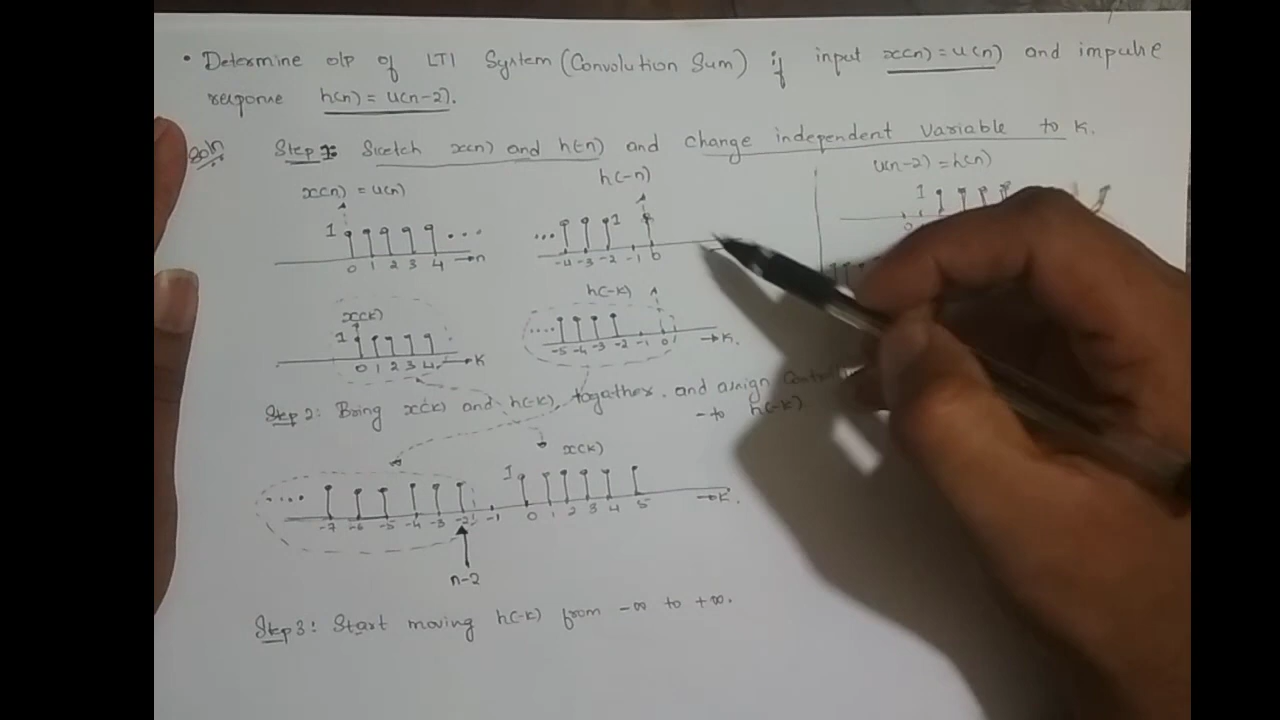 • Determine o/p of LTI System (Convolution Sum) if input x(n) = u(n) and impulse
response h(n) = u(n-2).
Soln
Step 1: Sketch x(n) and h(-n) and change independent variable to K.
x(n) = u(n)
h(-n)
u(n-2) = h(n)
1
0 1 2 3 4 → n
...
1
-4 -3 -2 -1 0
1
0
x(k)
1
0 1 2 3 4 → K
h(-k)
....
-5 -4 -3 -2 -1 0 1 → K.
Step 2: Bring x(k) and h(-k) together, and assign
→ to h(-k)
x(k)
....
1
-7 -6 -5 -4 -3 -2 -1 0 1 2 3 4 5 → K.
n-2
Step 3: Start moving h(-k) from -∞ to +∞.